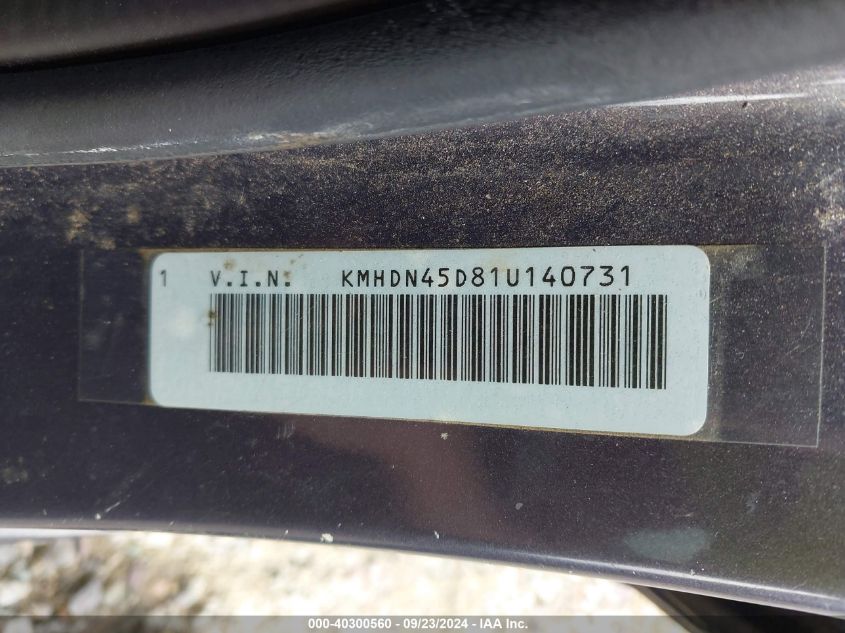 1 V.I.N: KMHDN45D81U140731
000-40300560 - 09/23/2024 - IAA Inc.